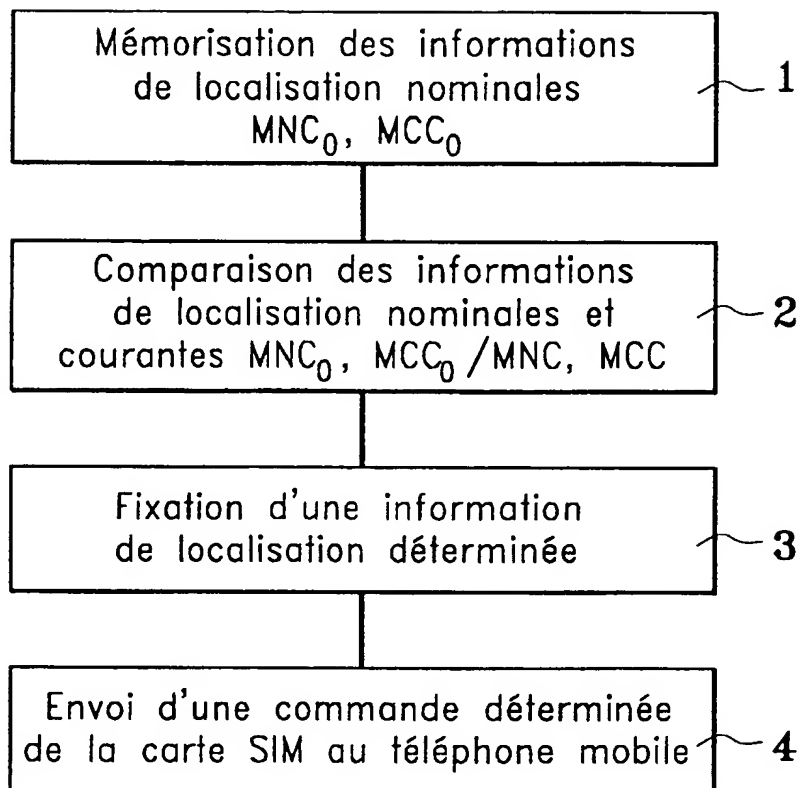 Mémorisation des informations
de localisation nominales
MNC₀, MCC₀
1
Comparaison des informations
de localisation nominales et
courantes MNC₀, MCC₀/MNC, MCC
2
Fixation d'une information
de localisation déterminée
3
Envoi d'une commande déterminée
de la carte SIM au téléphone mobile
4